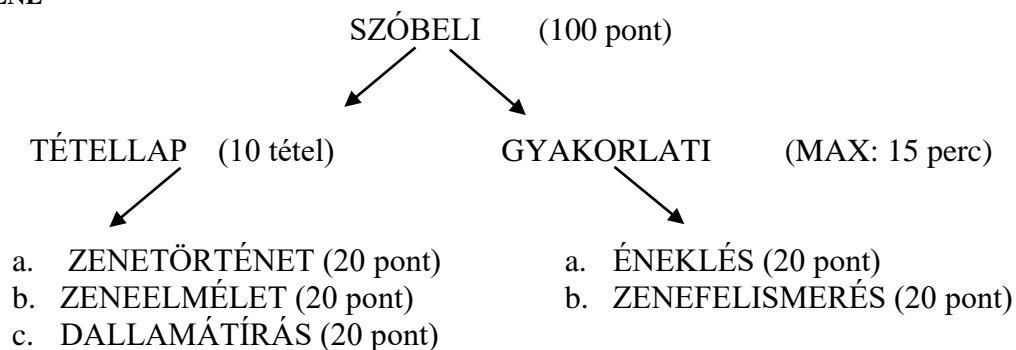 SZÓBELI (100 pont)
TÉTELLAP (10 tétel) GYAKORLATI (MAX: 15 perc)
a. ZENETÖRTÉNET (20 pont) a. ÉNEKLÉS (20 pont)
b. ZENEELMÉLET (20 pont) b. ZENEFELISMERÉS (20 pont)
c. DALLAMÁTÍRÁS (20 pont)